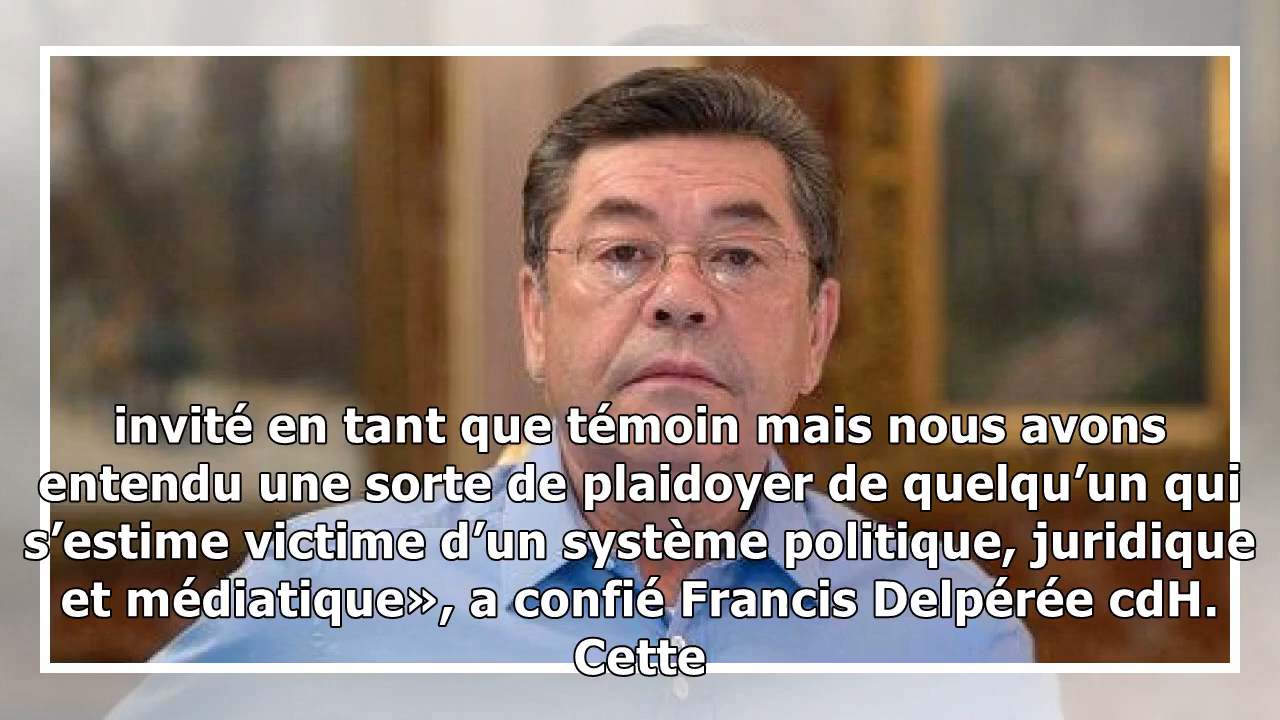 invité en tant que témoin mais nous avons
entendu une sorte de plaidoyer de quelqu’un qui
s’estime victime d’un système politique, juridique
et médiatique», a confié Francis Delpérée cdH.
Cette